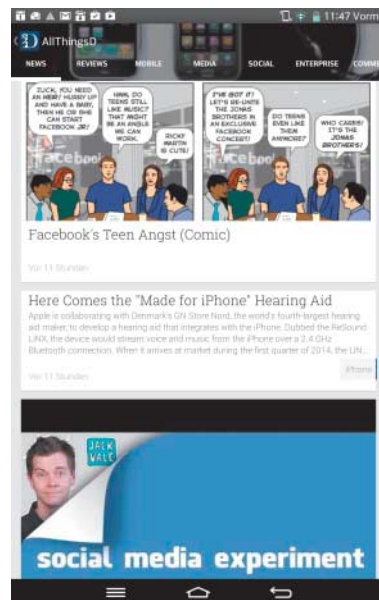 11:47 Vorm
AllThingsD
NEWS REVIEWS MOBILE MEDIA SOCIAL ENTERPRISE COMME
ZUCK, YOU NEED
AN HEIR! HURRY UP
AND HAVE A BABY,
THEN HE OR SHE
CAN START
FACEBOOK JR!
HMM, DO
TEENS STILL
LIKE MUSIC?
THAT MIGHT
BE AN ANGLE
WE CAN
WORK.
RICKY
MARTIN
IS CUTE!
facebook
I'VE GOT IT!
LET'S RE-UNITE
THE JONAS
BROTHERS IN
AN EXCLUSIVE
FACEBOOK
CONCERT!
DO TEENS
EVEN LIKE
THEM
ANYMORE?
WHO CARES!
IT'S THE
JONAS
BROTHERS!
facebook
Facebook's Teen Angst (Comic)
Vor 11 Stunden
Here Comes the "Made for iPhone" Hearing Aid
Apple is collaborating with Denmark's GN Store Nord, the world's fourth-largest hearing
aid maker, to develop a hearing aid that integrates with the iPhone. Dubbed the ReSound
LiNX, the device would stream voice and music from the iPhone over a 2.4 GHz
Bluetooth connection. When it arrives at market during the first quarter of 2014, the LiN...
iPhone
Vor 11 Stunden
JACK
VALE
social media experiment